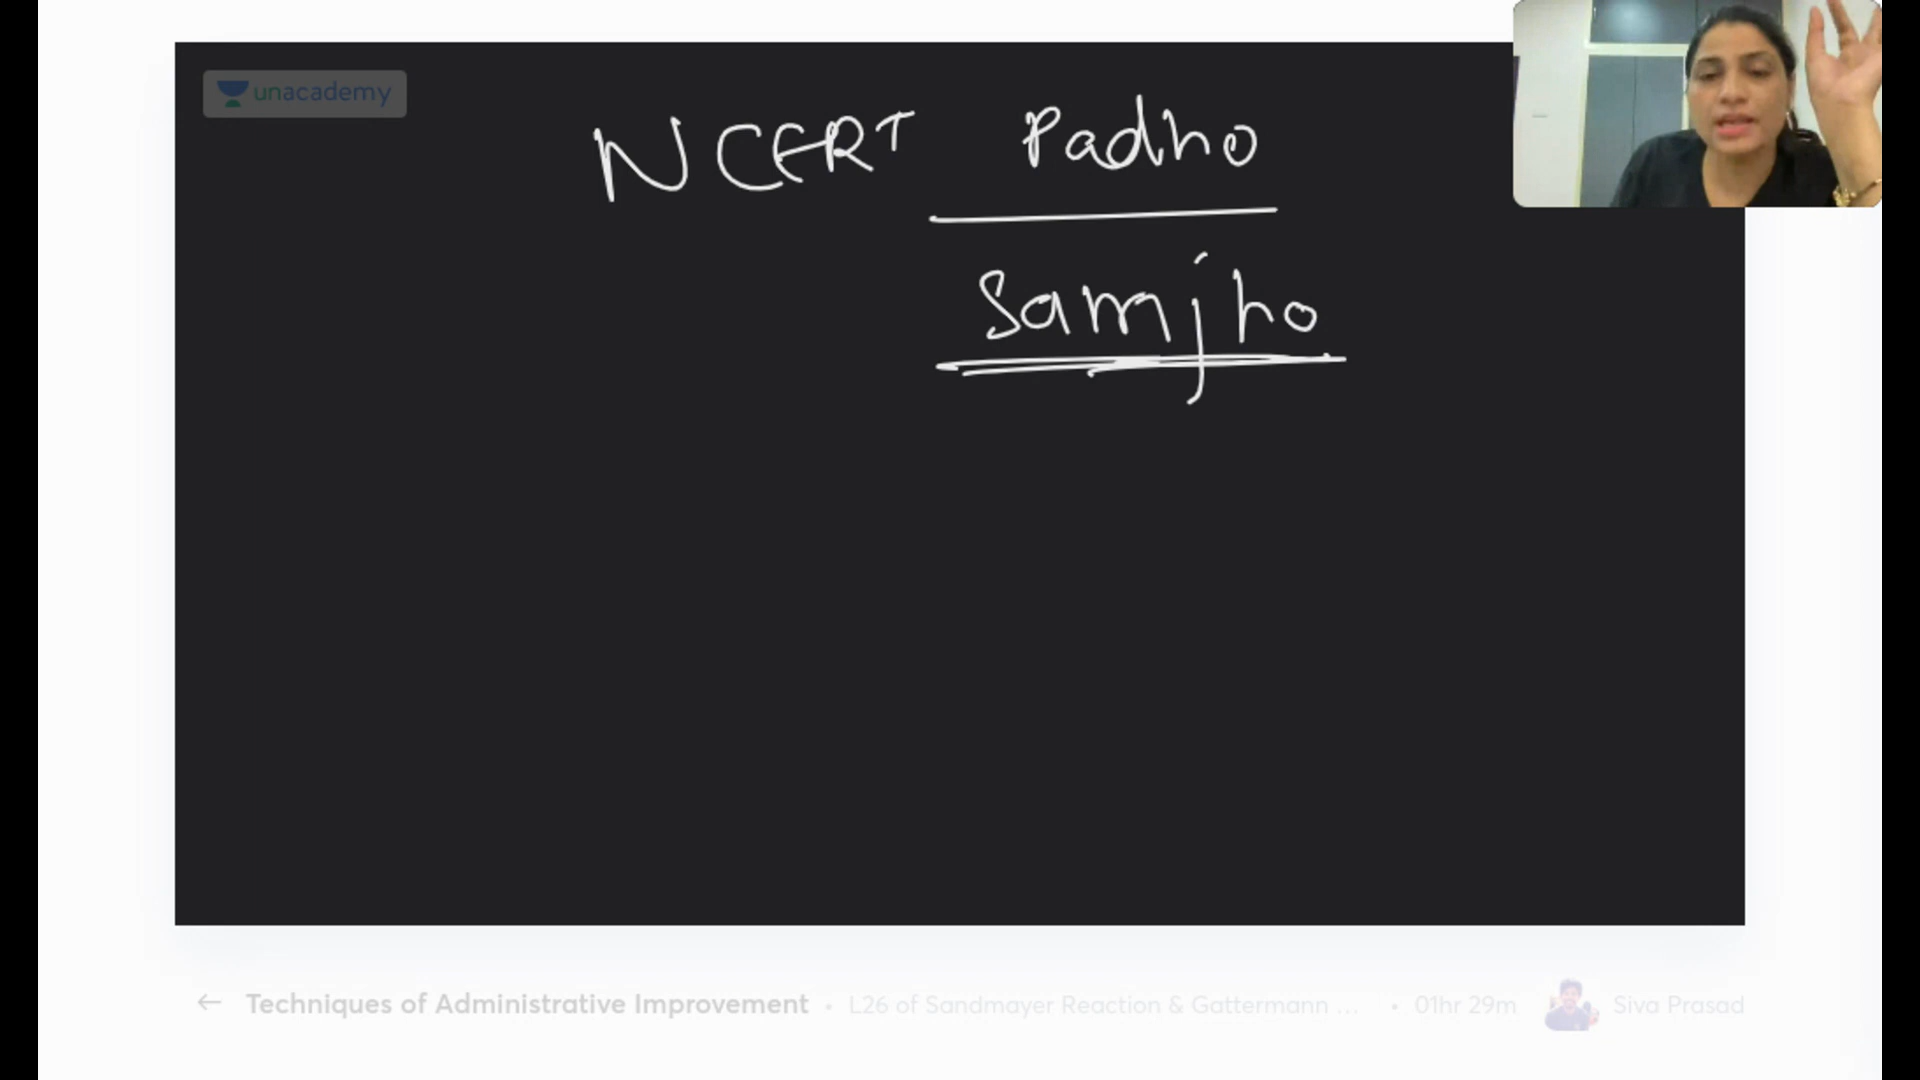 unacademy
NCERT Padho
Samjho
← Techniques of Administrative Improvement • L26 of Sandmayer Reaction & Gattermann ... • 01hr 29m Siva Prasad